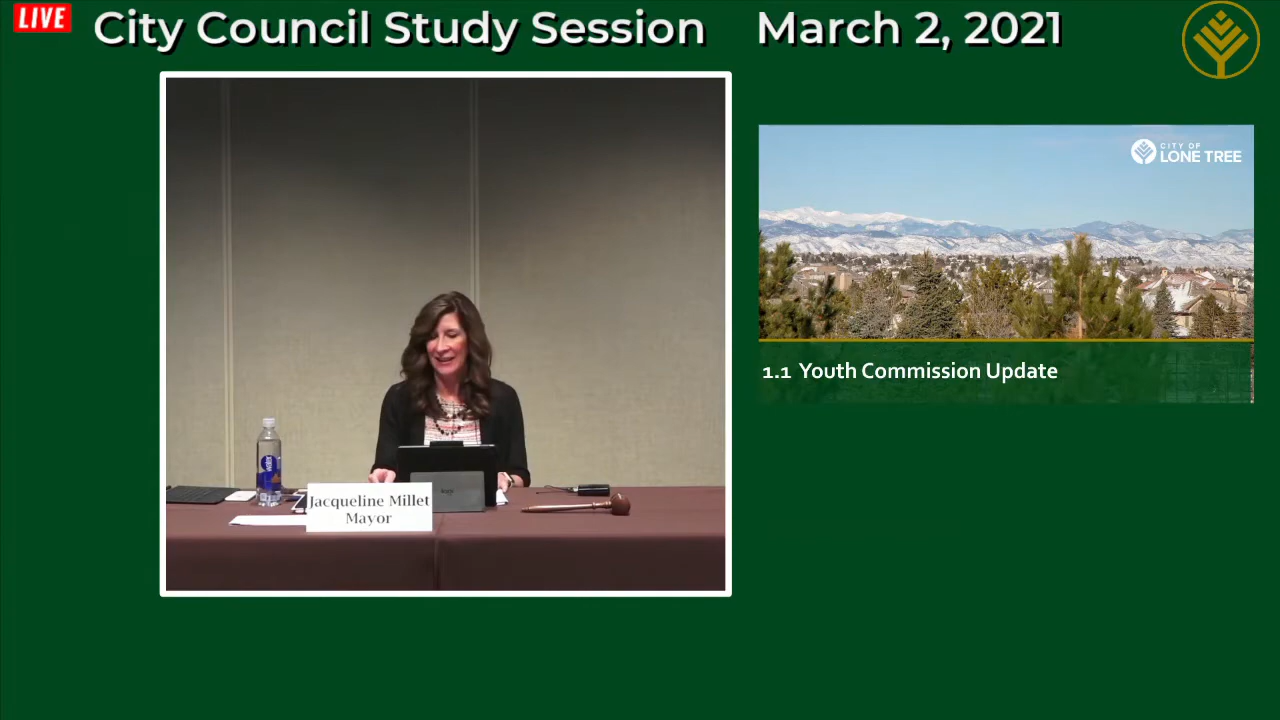 LIVE
City Council Study Session March 2, 2021
CITY OF
LONE TREE
1.1 Youth Commission Update
Jacqueline Millet
Mayor